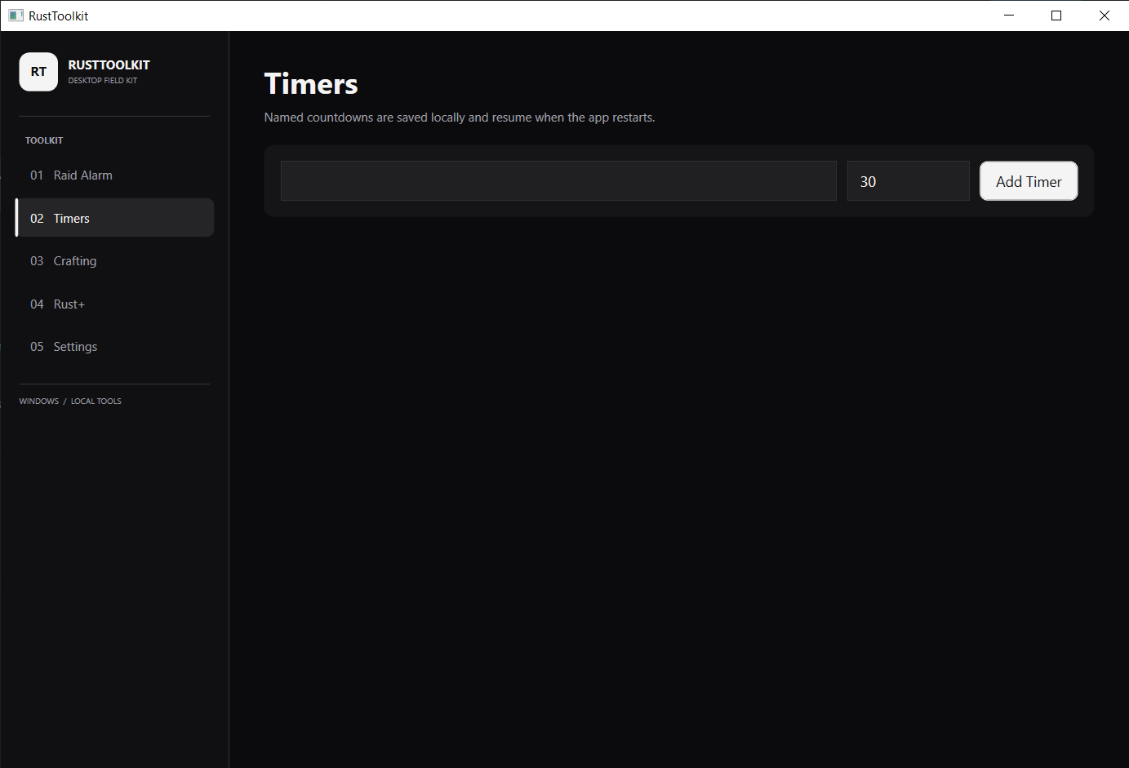 RustToolkit
RT
RUSTTOOLKIT
DESKTOP FIELD KIT
TOOLKIT
01 Raid Alarm
02 Timers
03 Crafting
04 Rust+
05 Settings
WINDOWS / LOCAL TOOLS
Timers
Named countdowns are saved locally and resume when the app restarts.
30
Add Timer